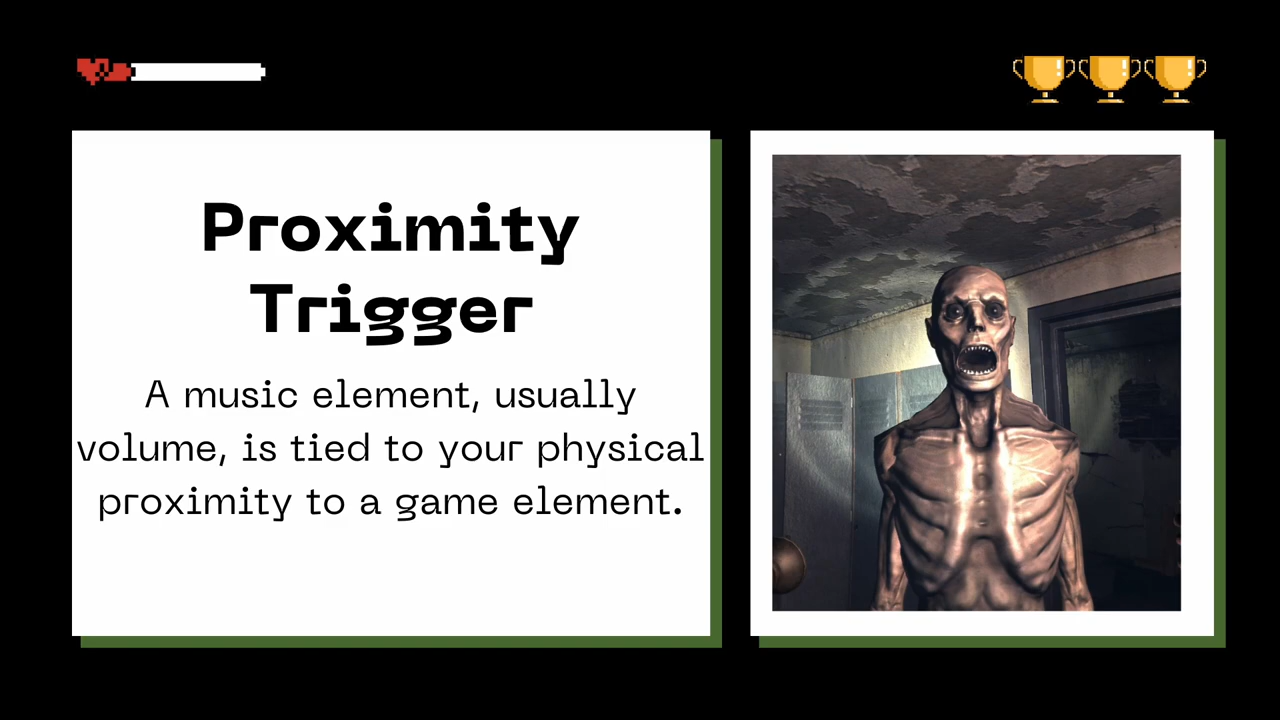 Proximity
Trigger
A music element, usually
volume, is tied to your physical
proximity to a game element.